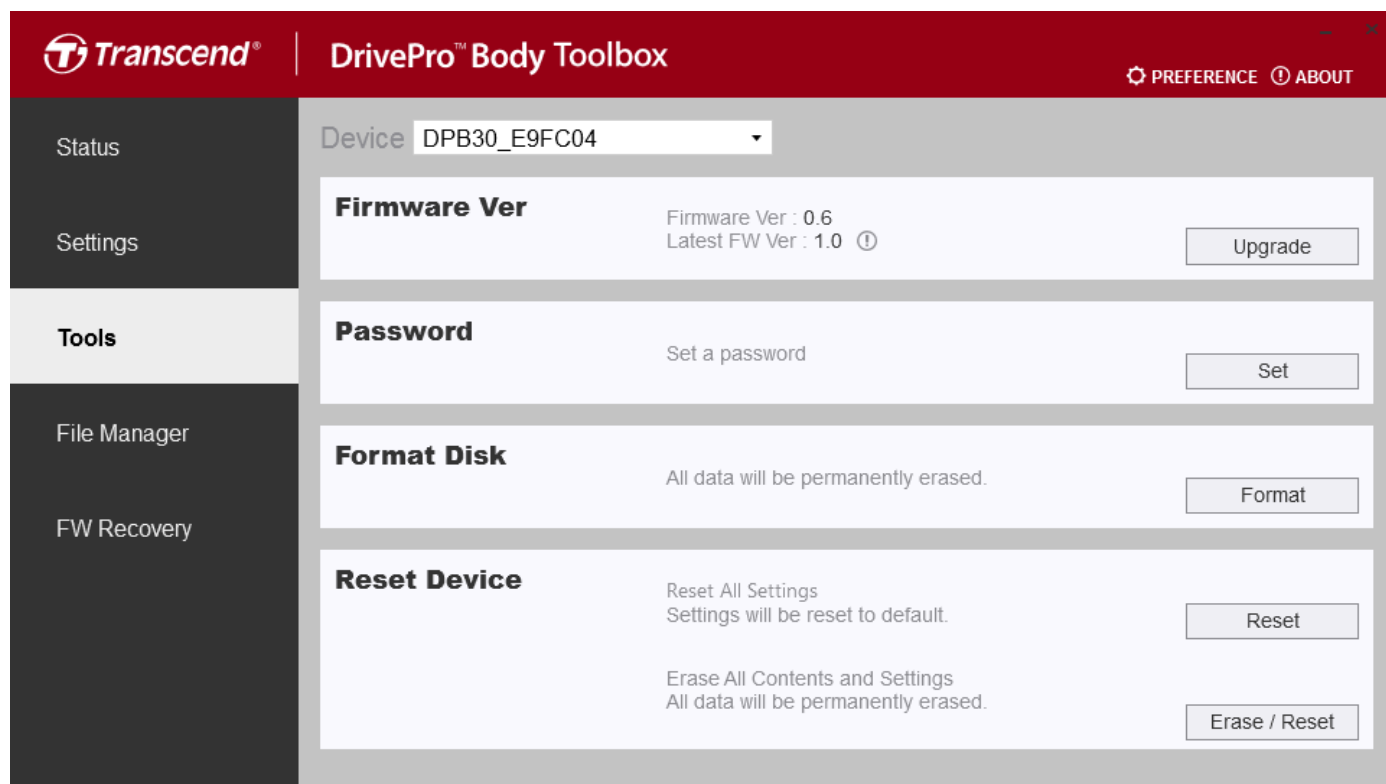 Transcend®
DrivePro™ Body Toolbox
PREFERENCE
ABOUT
Status
Settings
Tools
File Manager
FW Recovery
Device DPB30_E9FC04
Firmware Ver
Firmware Ver : 0.6
Latest FW Ver : 1.0
Upgrade
Password
Set a password
Set
Format Disk
All data will be permanently erased.
Format
Reset Device
Reset All Settings
Settings will be reset to default.
Reset
Erase All Contents and Settings
All data will be permanently erased.
Erase / Reset